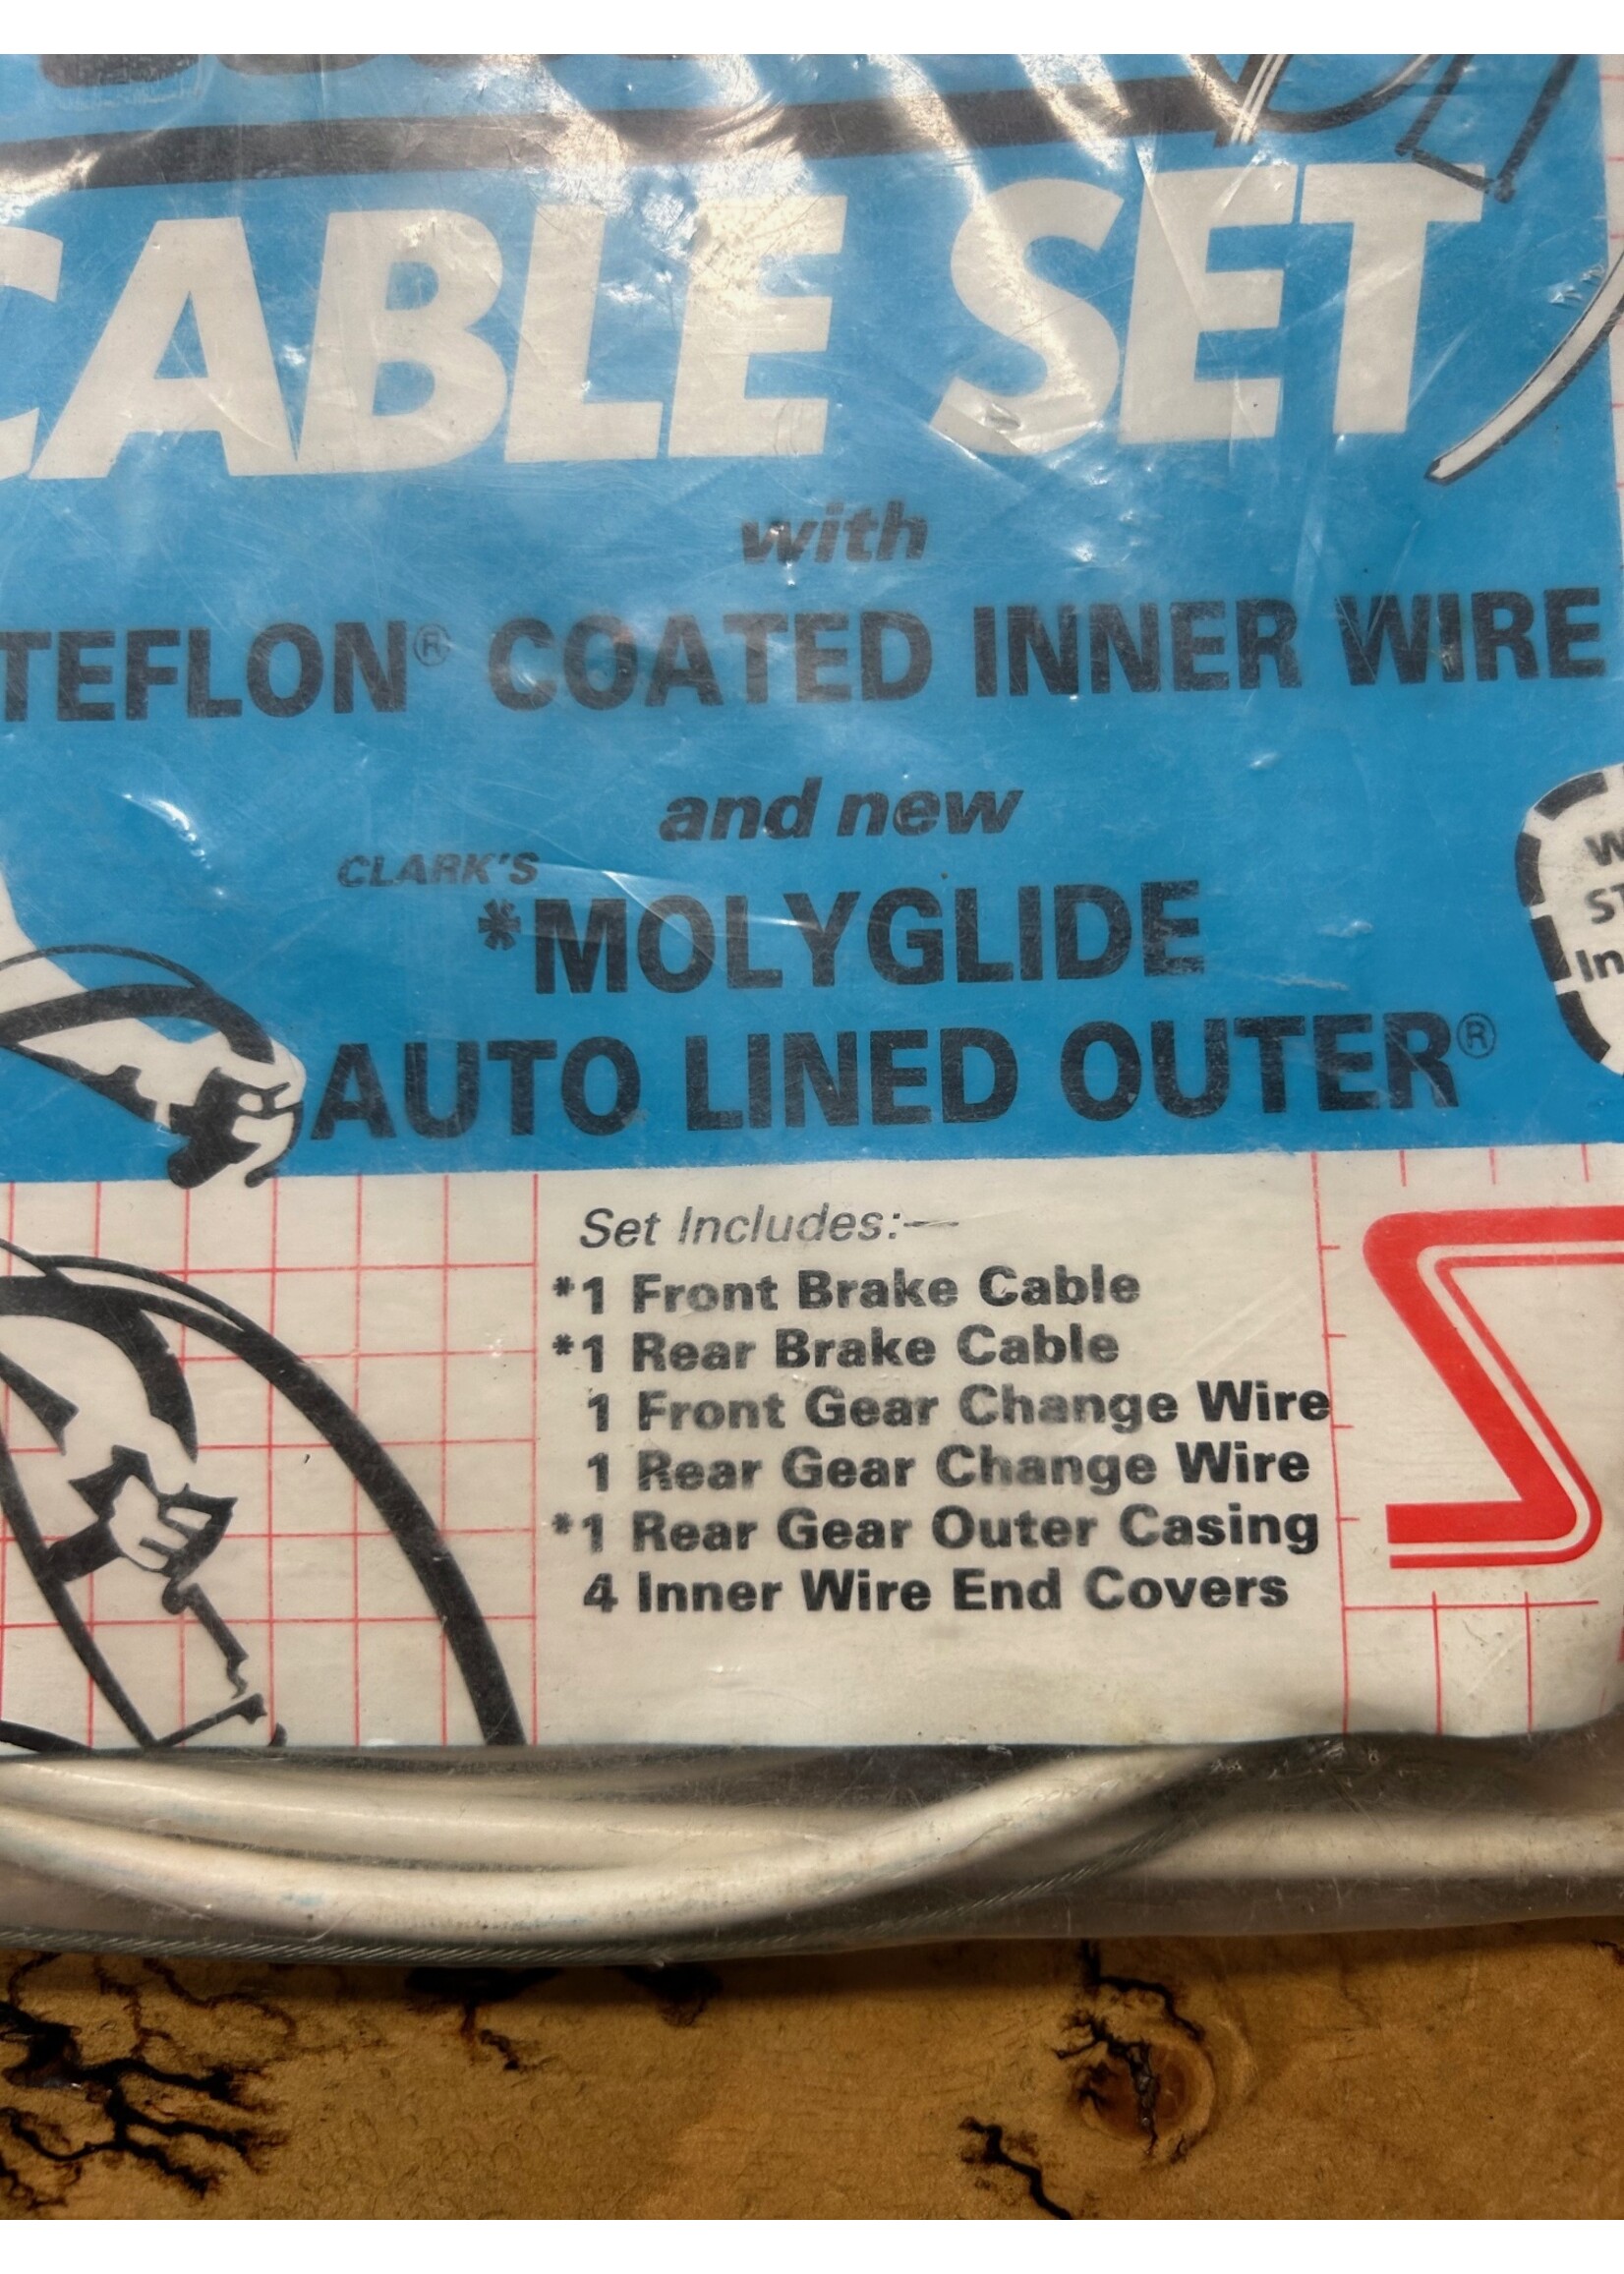 CABLE SET
with
TEFLON® COATED INNER WIRE
and new
CLARK'S
*MOLYGLIDE
AUTO LINED OUTER®
In
Set Includes:—
*1 Front Brake Cable
*1 Rear Brake Cable
1 Front Gear Change Wire
1 Rear Gear Change Wire
*1 Rear Gear Outer Casing
4 Inner Wire End Covers